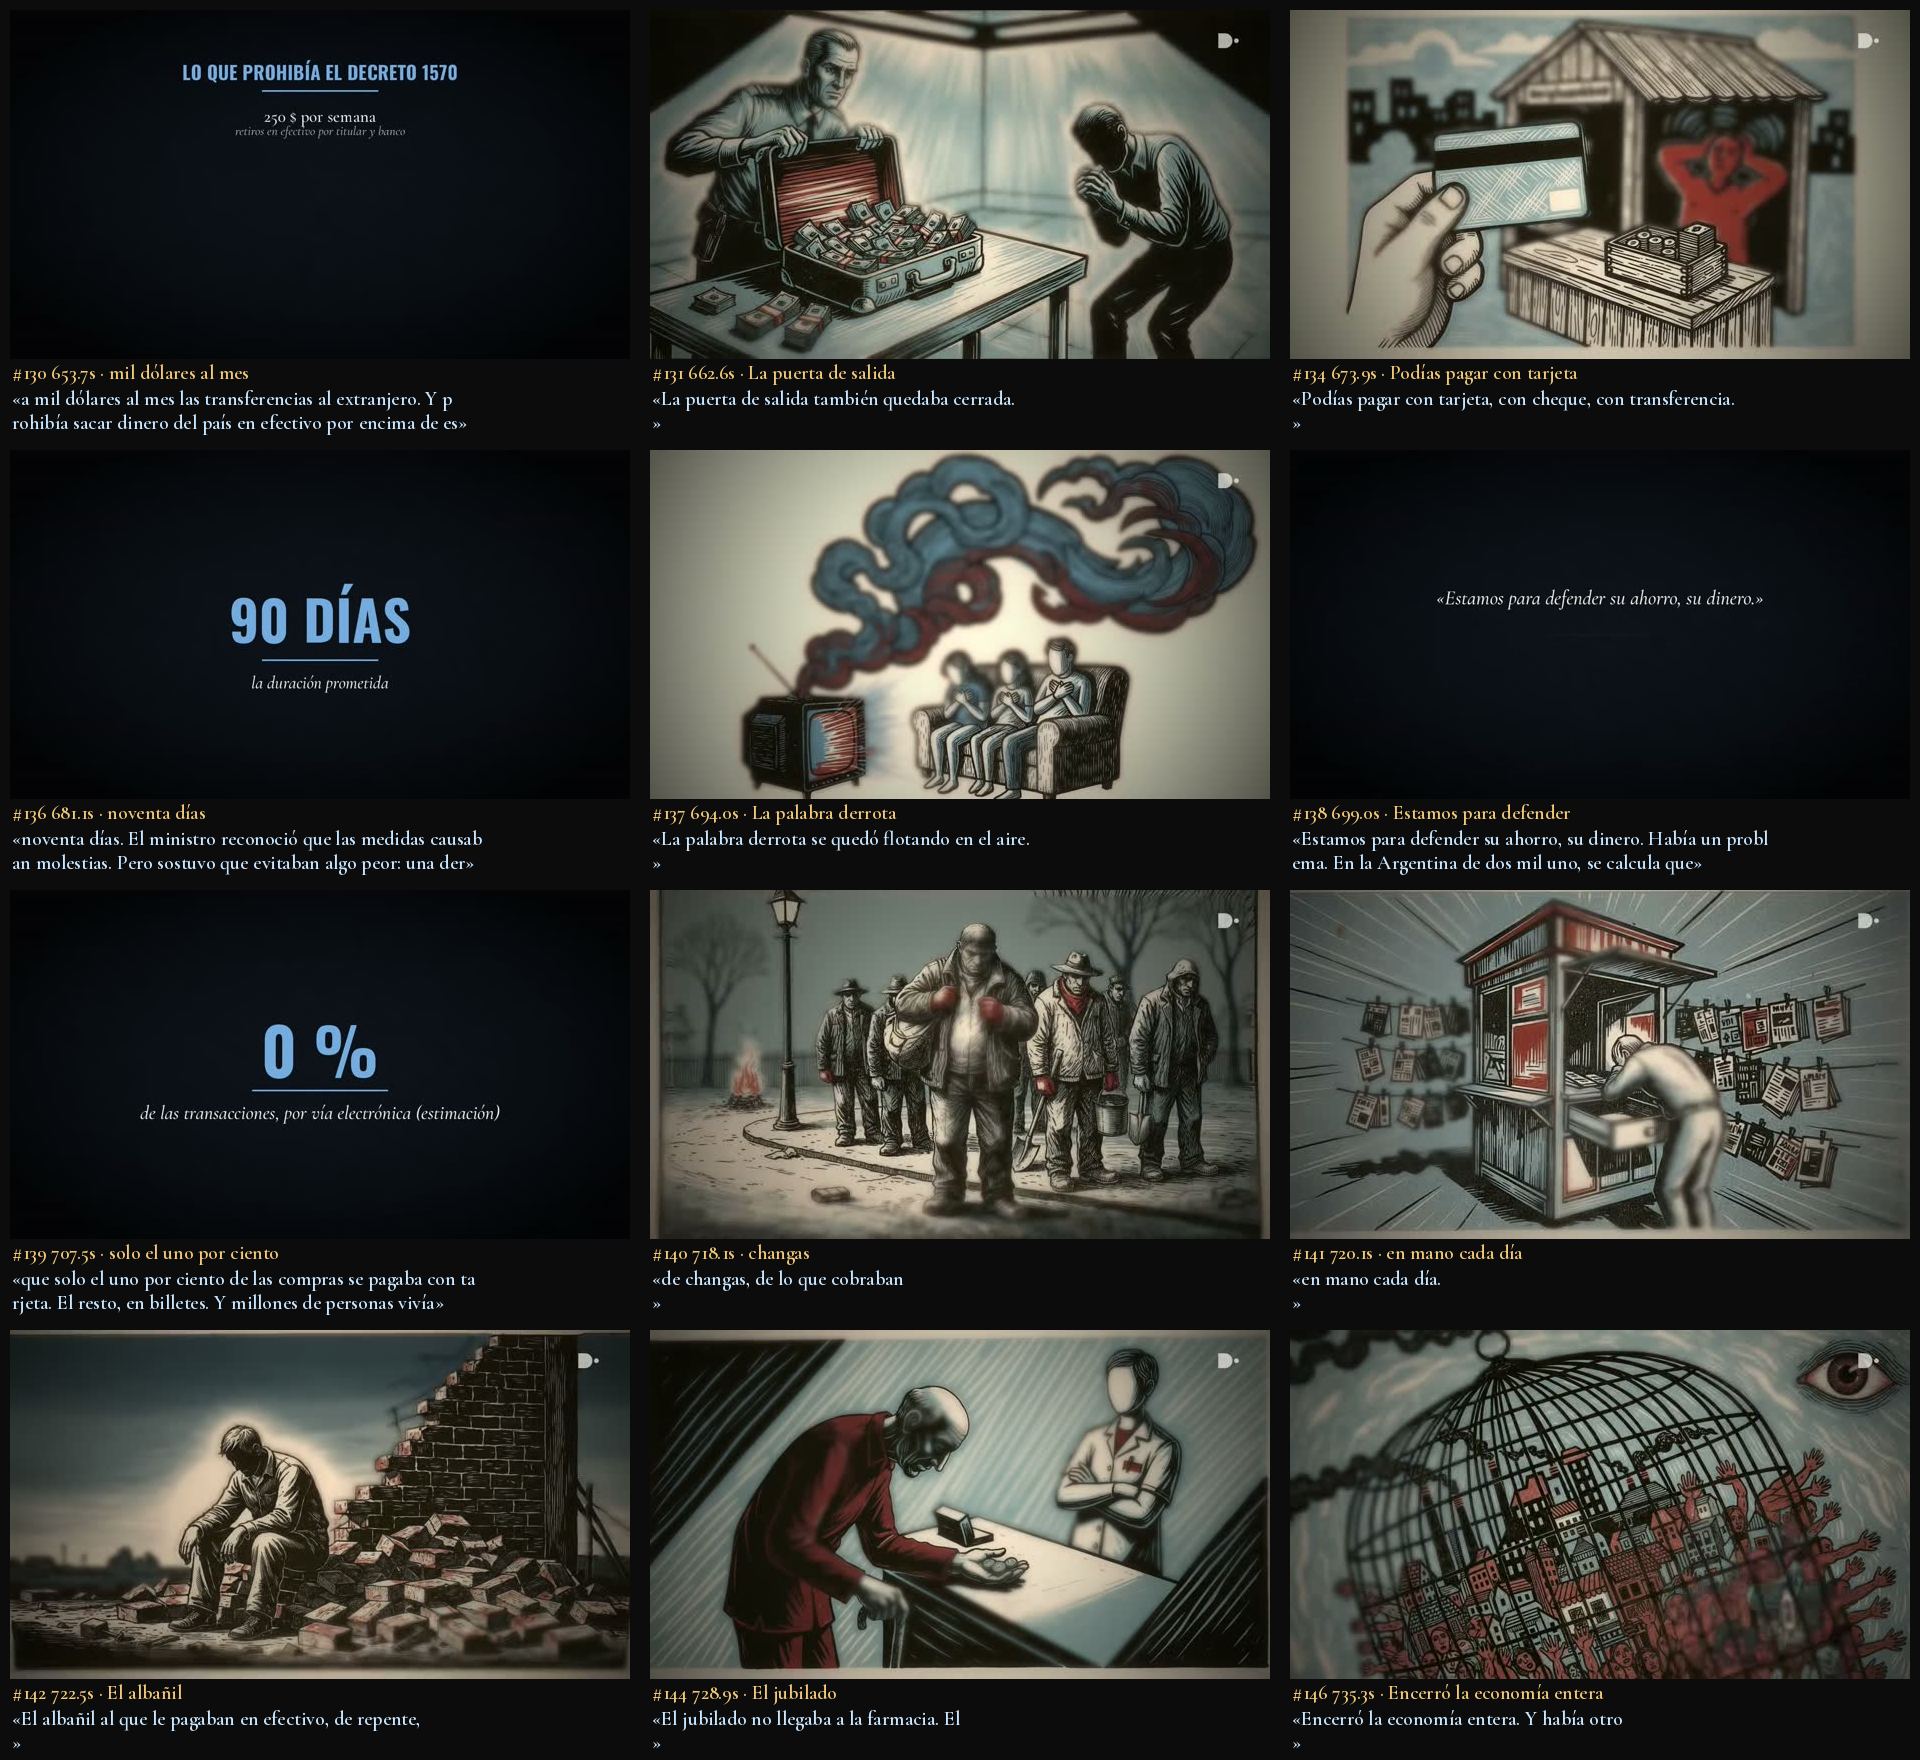 LO QUE PROHIBÍA EL DECRETO 1570
250 $ por semana
retiros en efectivo por titular y banco
#130 653.7s · mil dólares al mes
«a mil dólares al mes las transferencias al extranjero. Y p
rohibía sacar dinero del país en efectivo por encima de es»
#131 662.6s · La puerta de salida
«La puerta de salida también quedaba cerrada.
»
#134 673.9s · Podías pagar con tarjeta
«Podías pagar con tarjeta, con cheque, con transferencia.
»
90 DÍAS
la duración prometida
#136 681.1s · noventa días
«noventa días. El ministro reconoció que las medidas causab
an molestias. Pero sostuvo que evitaban algo peor: una der»
#137 694.0s · La palabra derrota
«La palabra derrota se quedó flotando en el aire.
»
«Estamos para defender su ahorro, su dinero.»
#138 699.0s · Estamos para defender
«Estamos para defender su ahorro, su dinero. Había un probl
ema. En la Argentina de dos mil uno, se calcula que»
0 %
de las transacciones, por vía electrónica (estimación)
#139 707.5s · solo el uno por ciento
«que solo el uno por ciento de las compras se pagaba con ta
rjeta. El resto, en billetes. Y millones de personas vivía»
#140 718.1s · changas
«de changas, de lo que cobraban
»
#141 720.1s · en mano cada día
«en mano cada día.
»
#142 722.5s · El albañil
«El albañil al que le pagaban en efectivo, de repente,
»
#144 728.9s · El jubilado
«El jubilado no llegaba a la farmacia. El
»
#146 735.3s · Encerró la economía entera
«Encerró la economía entera. Y había otro
»